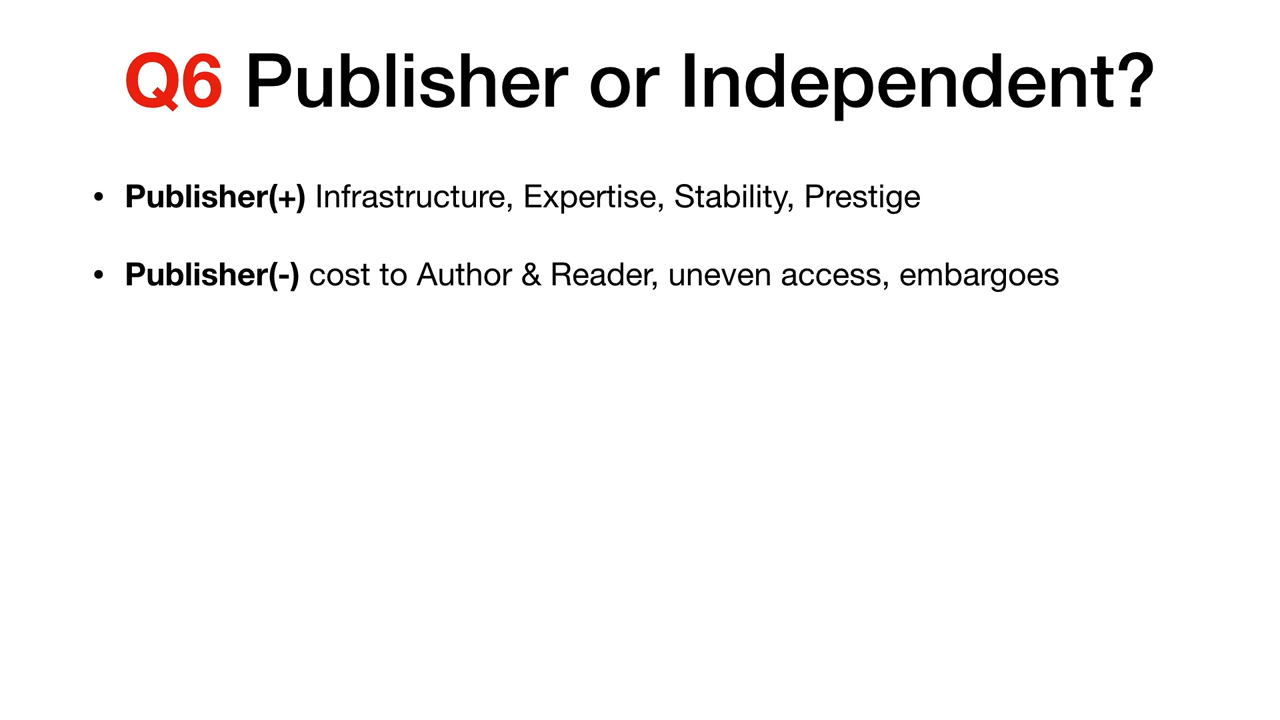 Q6 Publisher or Independent?
• Publisher(+) Infrastructure, Expertise, Stability, Prestige
• Publisher(-) cost to Author & Reader, uneven access, embargoes